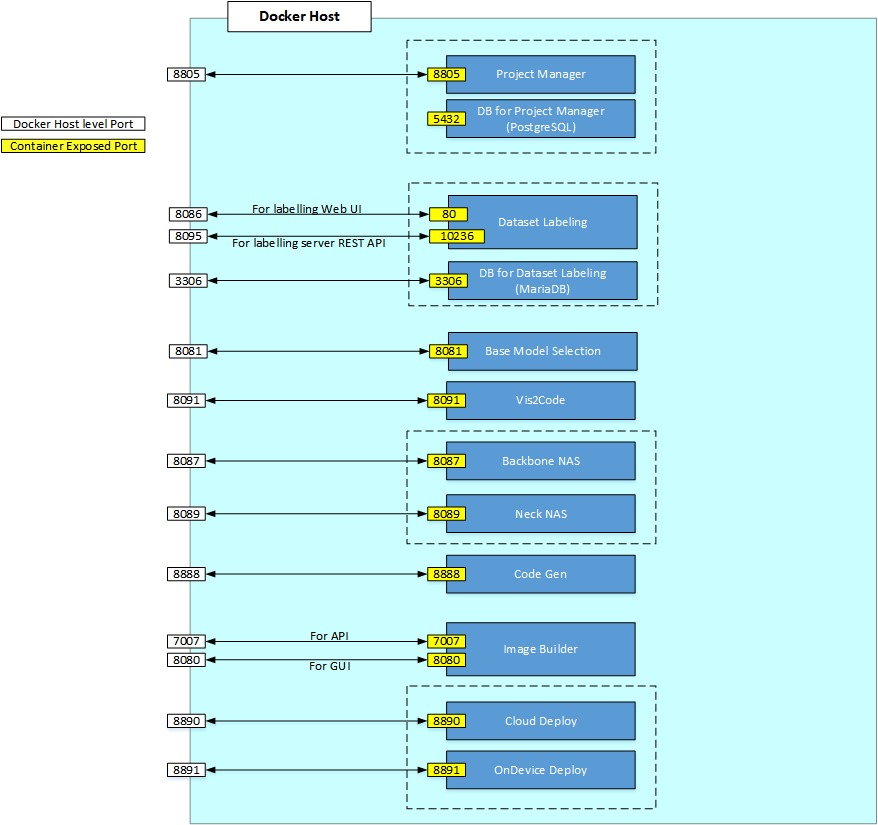 Docker Host
8805
8805
Project Manager
Docker Host level Port
Container Exposed Port
5432
DB for Project Manager
(PostgreSQL)
8086
For labelling Web UI
80
Dataset Labeling
8095
For labelling server REST API
10236
3306
3306
DB for Dataset Labeling
(MariaDB)
8081
8081
Base Model Selection
8091
8091
Vis2Code
8087
8087
Backbone NAS
8089
8089
Neck NAS
8888
8888
Code Gen
7007
For API
7007
Image Builder
8080
For GUI
8080
8890
8890
Cloud Deploy
8891
8891
OnDevice Deploy